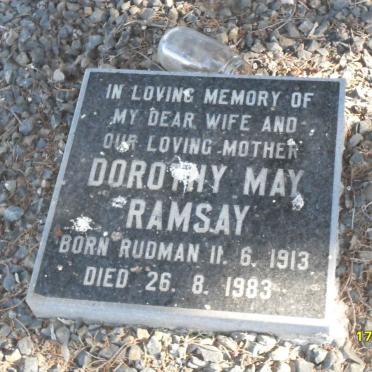 IN LOVING MEMORY OF
MY DEAR WIFE AND
OUR LOVING MOTHER
DOROTHY MAY
RAMSAY
BORN RUDMAN 11. 6. 1913
DIED 26. 8. 1983